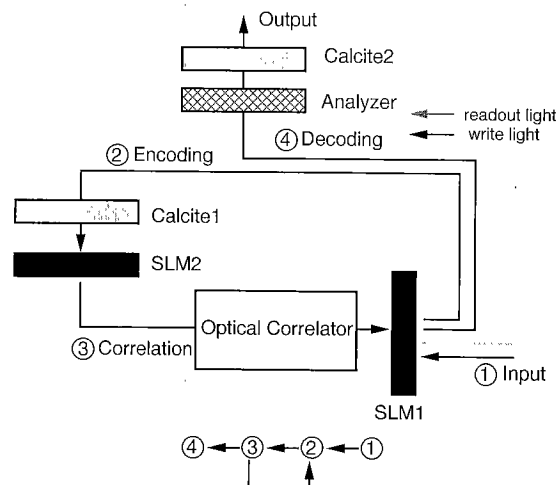 Output
Calcite2
Analyzer
readout light
write light
④ Decoding
② Encoding
Calcite1
SLM2
Optical Correlator
③ Correlation
① Input
SLM1
④ ③ ② ①